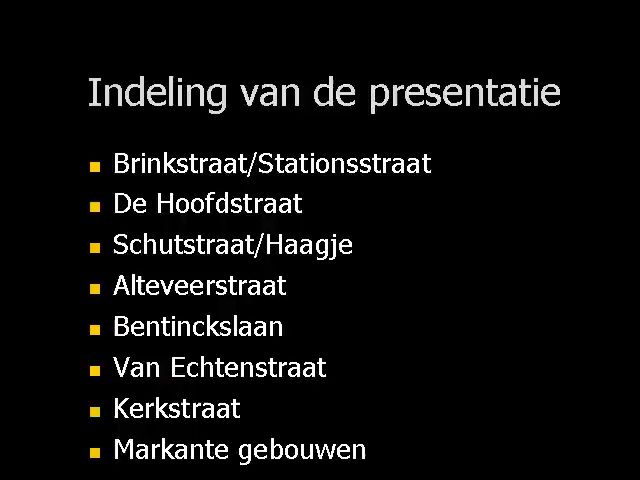 Indeling van de presentatie
Brinkstraat/Stationsstraat
De Hoofdstraat
Schutstraat/Haagje
Alteveerstraat
Bentinckslaan
Van Echtenstraat
Kerkstraat
Markante gebouwen